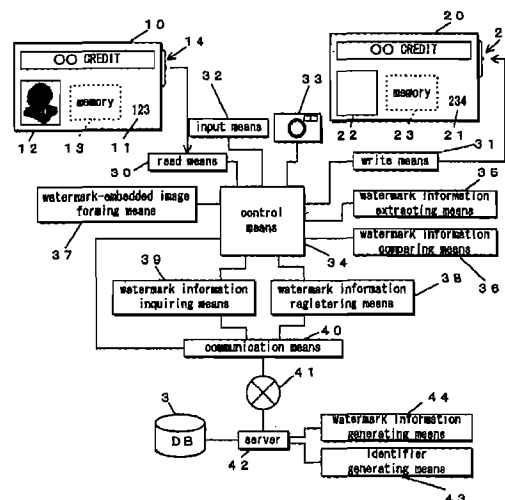 10
20
14
2
OO CREDIT
OO CREDIT
33
32
memory
123
memory
234
input means
12
13
11
22
23
21
31
30
read means
write means
35
watermark-embedded image
forming means
control
means
watermark information
extracting means
36
37
34
watermark information
comparing means
39
38
watermark information
inquiring means
watermark information
registering means
40
communication means
41
3
44
DB
server
watermark information
generating means
42
identifier
generating means
43